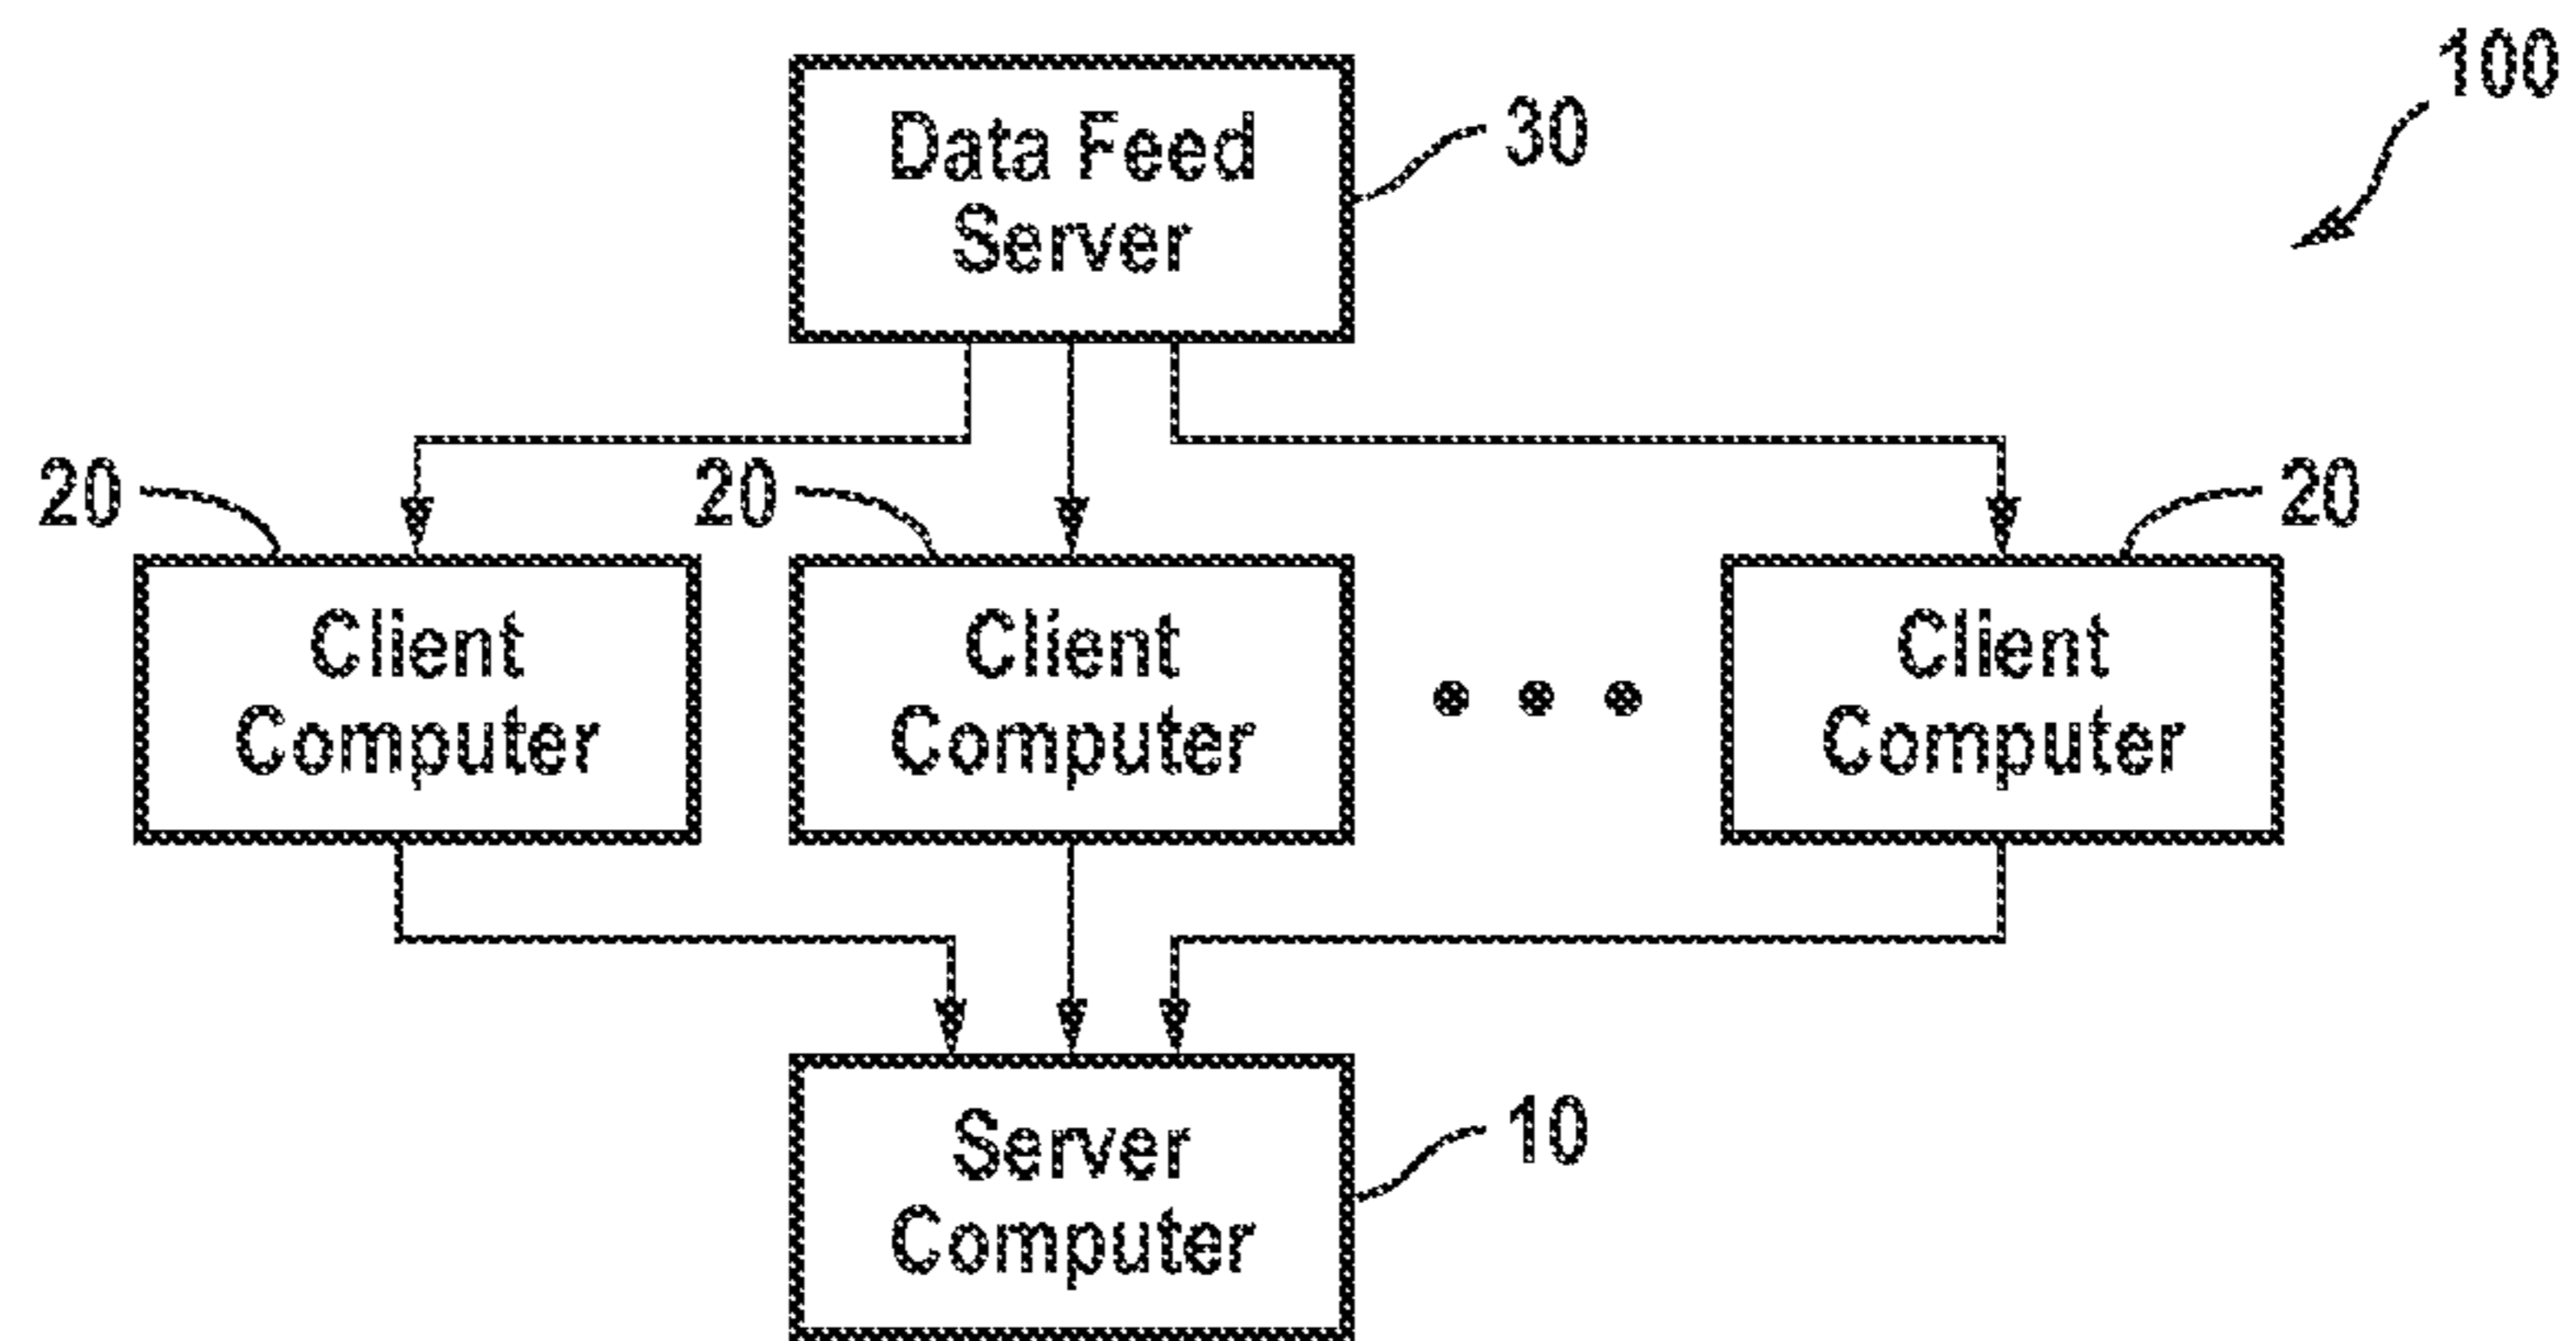 100
Data Feed
Server
30
20
20
20
Client
Computer
Client
Computer
Client
Computer
Server
Computer
10